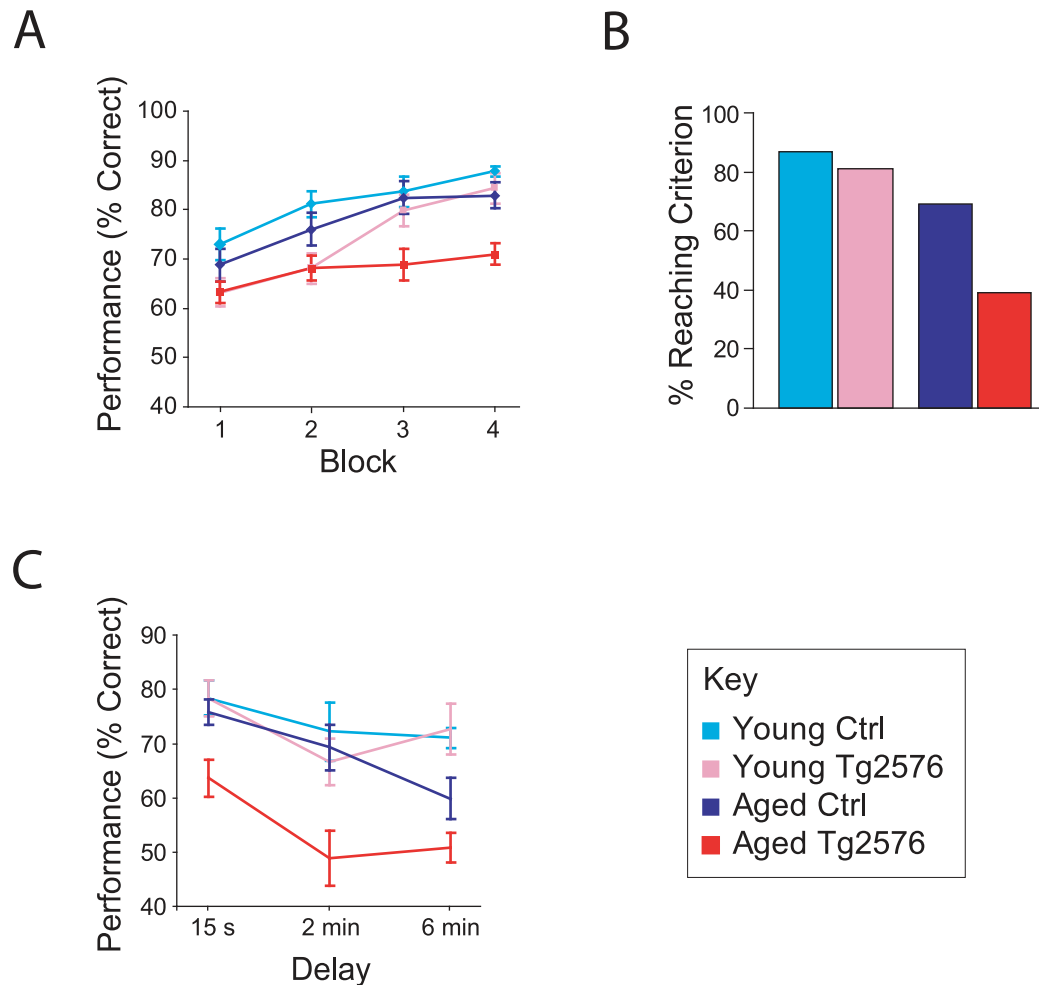 A
Performance (% Correct)
100
90
80
70
60
50
40
1 2 3 4
Block
B
% Reaching Criterion
100
80
60
40
20
0
C
Performance (% Correct)
90
80
70
60
50
40
15 s 2 min 6 min
Delay
Key
Young Ctrl
Young Tg2576
Aged Ctrl
Aged Tg2576